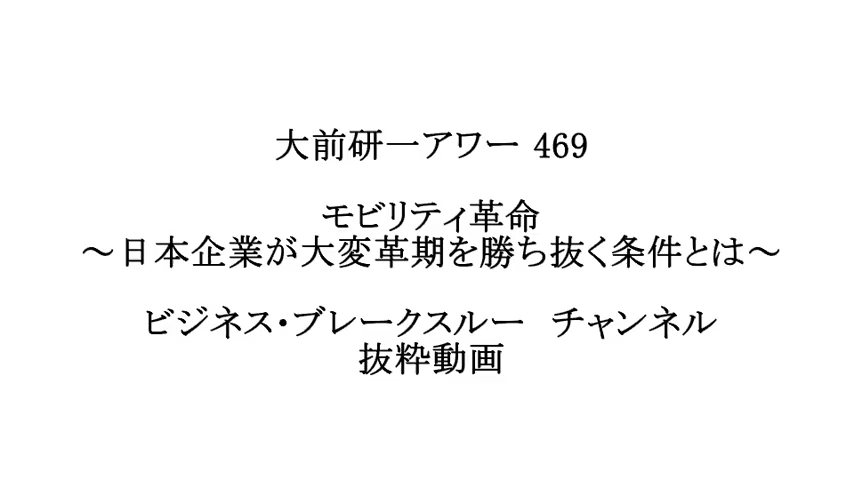 大前研一アワー 469
モビリティ革命
～日本企業が大変革期を勝ち抜く条件とは～
ビジネス・ブレークスルー　チャンネル
抜粋動画